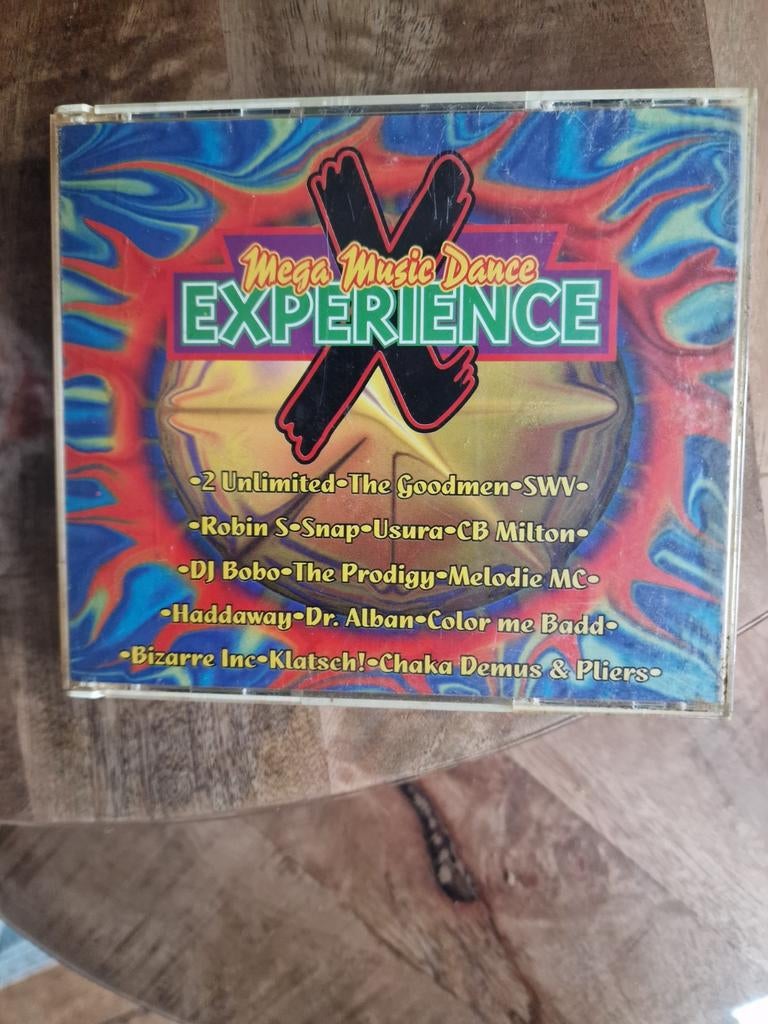 X
Mega Music Dance
EXPERIENCE
•2 Unlimited•The Goodmen•SWV•
•Robin S•Snap•Usura•CB Milton•
•DJ Bobo•The Prodigy•Melodie MC•
•Haddaway•Dr. Alban•Color me Badd•
•Bizarre Inc•Klatsch!•Chaka Demus & Pliers•